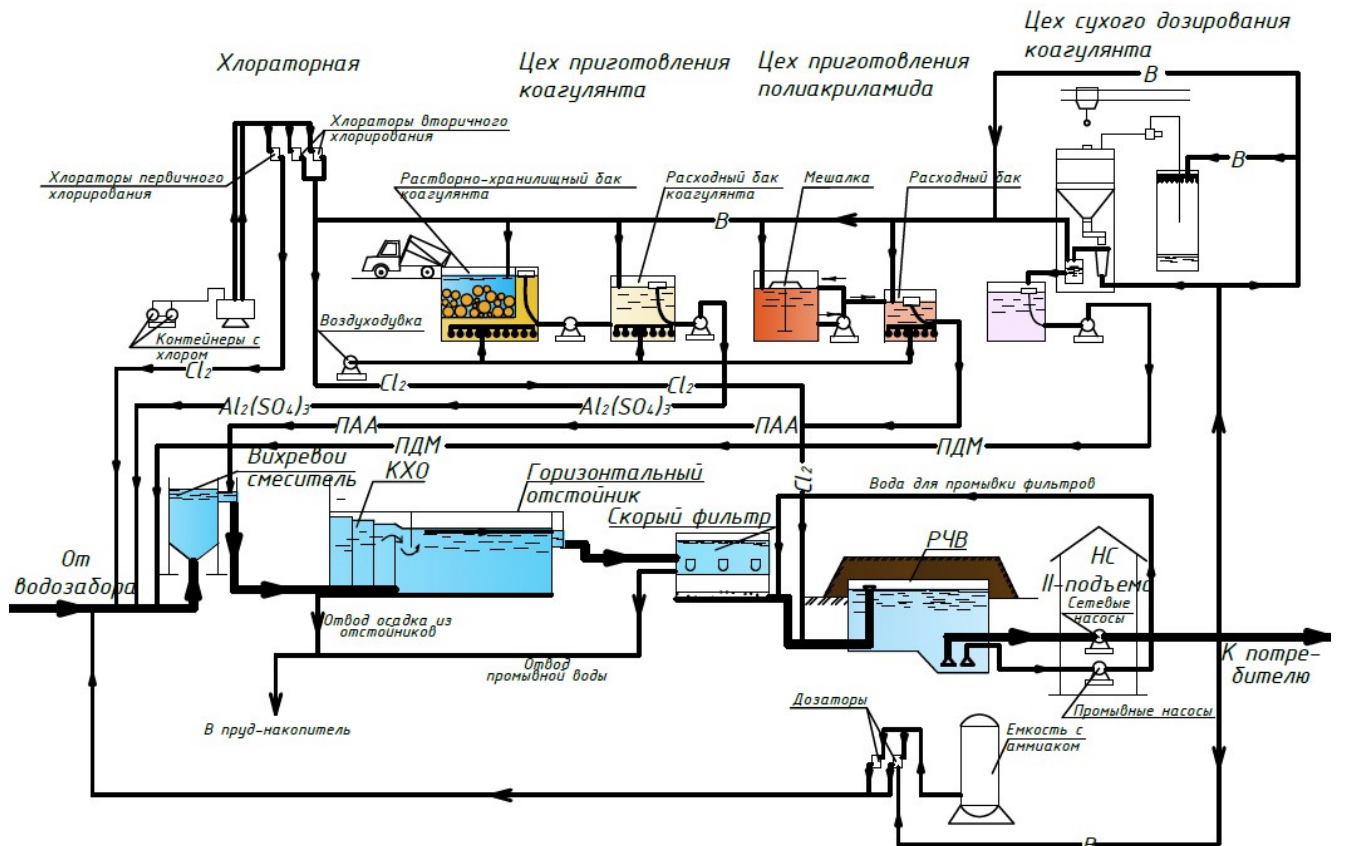 Цех сухого дозирования
коагулянта
Хлораторная
Цех приготовления
коагулянта
Цех приготовления
полиакриламида
В
Хлораторы вторичного
хлорирования
Хлораторы первичного
хлорирования
Растворно-хранилищный бак
коагулянта
Расходный бак
коагулянта
Мешалка
Расходный бак
В
В
Воздуходувка
Контейнеры с
хлором
Cl₂
Cl₂
Cl₂
Al₂(SO₄)₃
Al₂(SO₄)₃
ПАА
ПАА
ПДМ
ПДМ
Вихревой
смеситель
КХО
Горизонтальный
отстойник
Cl₂
Вода для промывки фильтров
Скорый фильтр
РЧВ
НС
II-подъема
От
водозабора
Сетевые
насосы
Отвод осадка из
отстойников
Отвод
промывной воды
К потре-
бителю
Дозаторы
Промывные насосы
В пруд-накопитель
Емкость с
аммиаком
В